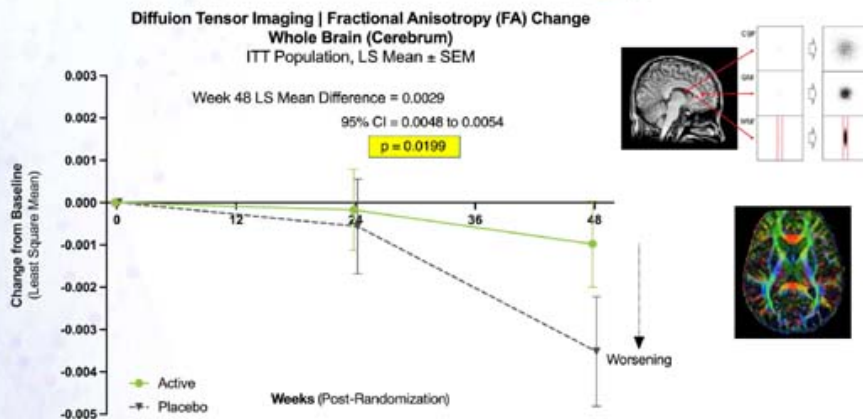 Diffuion Tensor Imaging | Fractional Anisotropy (FA) Change
Whole Brain (Cerebrum)
ITT Population, LS Mean ± SEM
Week 48 LS Mean Difference = 0.0029
95% CI = 0.0048 to 0.0054
p = 0.0199
Change from Baseline
(Least Square Mean)
0.003
0.002
0.001
0.000
-0.001
-0.002
-0.003
-0.004
-0.005
0
12
24
36
48
Worsening
Active
Placebo
Weeks (Post-Randomization)
CSF
GM